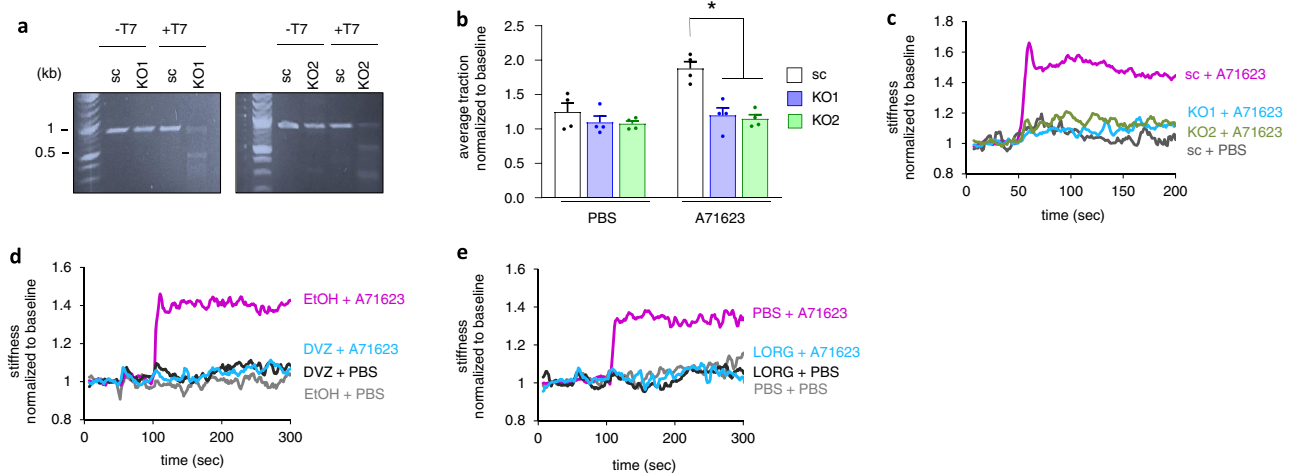 a
-T7 +T7
sc KO1 sc KO1
(kb)
1
0.5
-T7 +T7
sc KO2 sc KO2
b
average traction
normalized to baseline
2.5
2.0
1.5
1.0
0.5
0.0
*
PBS A71623
sc
KO1
KO2
c
stiffness
normalized to baseline
1.8
1.6
1.4
1.2
1
0.8
sc + A71623
KO1 + A71623
KO2 + A71623
sc + PBS
0 50 100 150 200
time (sec)
d
stiffness
normalized to baseline
1.6
1.4
1.2
1
0.8
EtOH + A71623
DVZ + A71623
DVZ + PBS
EtOH + PBS
0 100 200 300
time (sec)
e
stiffness
normalized to baseline
1.6
1.4
1.2
1
0.8
PBS + A71623
LORG + A71623
LORG + PBS
PBS + PBS
0 100 200 300
time (sec)